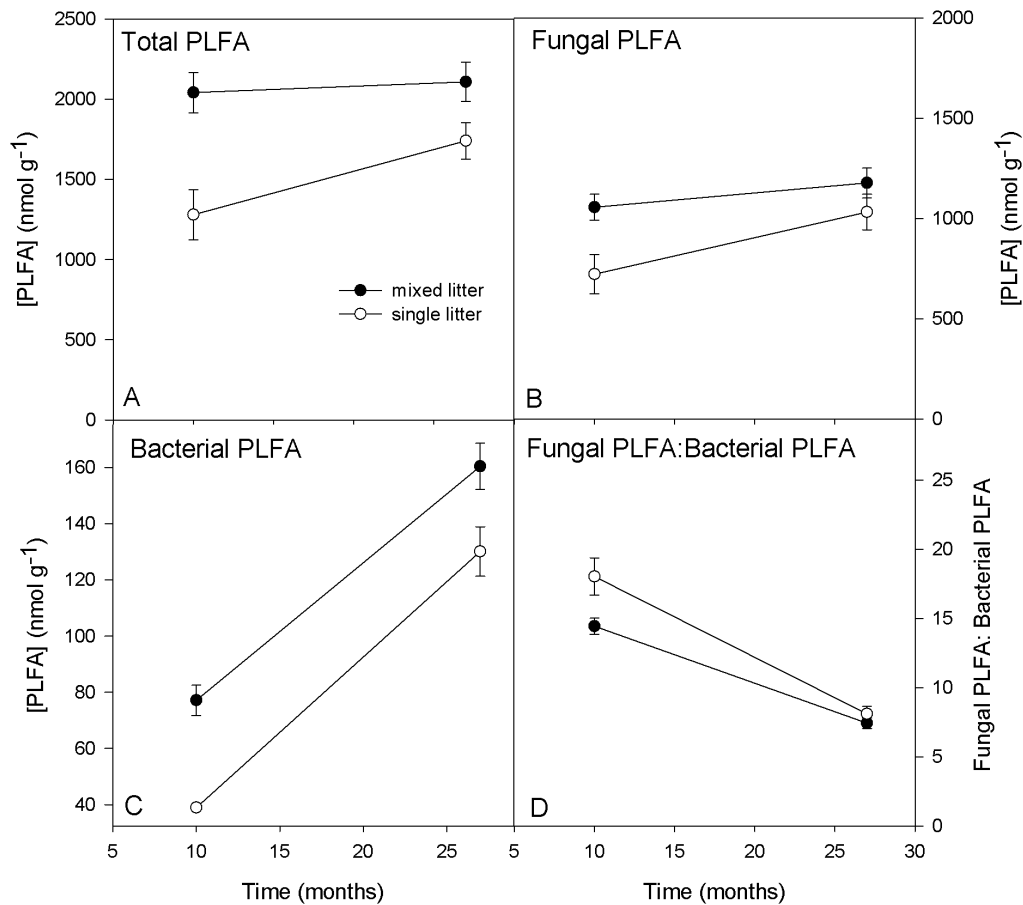 Total PLFA
Fungal PLFA
2500
2000
1500
1000
500
0
[PLFA] (nmol g⁻¹)
mixed litter
single litter
A
2000
1500
1000
500
0
[PLFA] (nmol g⁻¹)
B
Bacterial PLFA
Fungal PLFA:Bacterial PLFA
160
140
120
100
80
60
40
[PLFA] (nmol g⁻¹)
C
25
20
15
10
5
0
Fungal PLFA: Bacterial PLFA
D
5 10 15 20 25 5 10 15 20 25 30
Time (months)
Time (months)